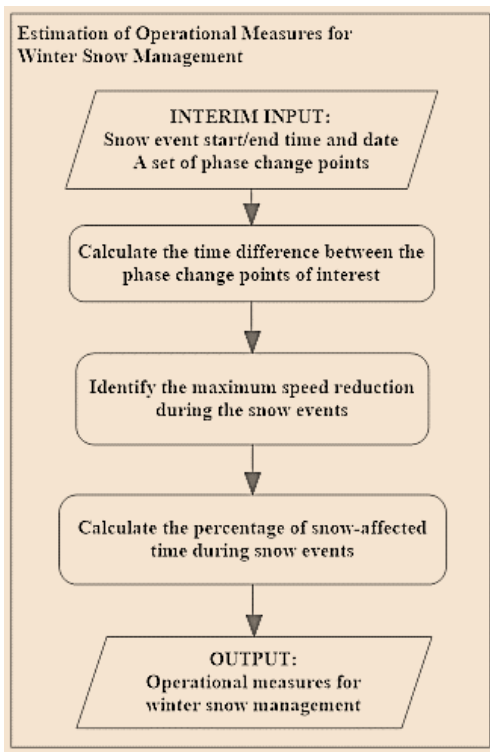 Estimation of Operational Measures for
Winter Snow Management
INTERIM INPUT:
Snow event start/end time and date
A set of phase change points
Calculate the time difference between the
phase change points of interest
Identify the maximum speed reduction
during the snow events
Calculate the percentage of snow-affected
time during snow events
OUTPUT:
Operational measures for
winter snow management